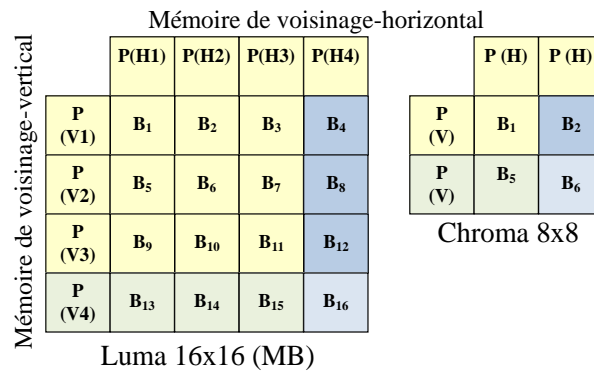 Mémoire de voisinage-horizontal
Mémoire de voisinage-vertical
P(H1) P(H2) P(H3) P(H4)
P (V1) B1 B2 B3 B4
P (V2) B5 B6 B7 B8
P (V3) B9 B10 B11 B12
P (V4) B13 B14 B15 B16
Luma 16x16 (MB)
P (H) P (H)
P (V) B1 B2
P (V) B5 B6
Chroma 8x8